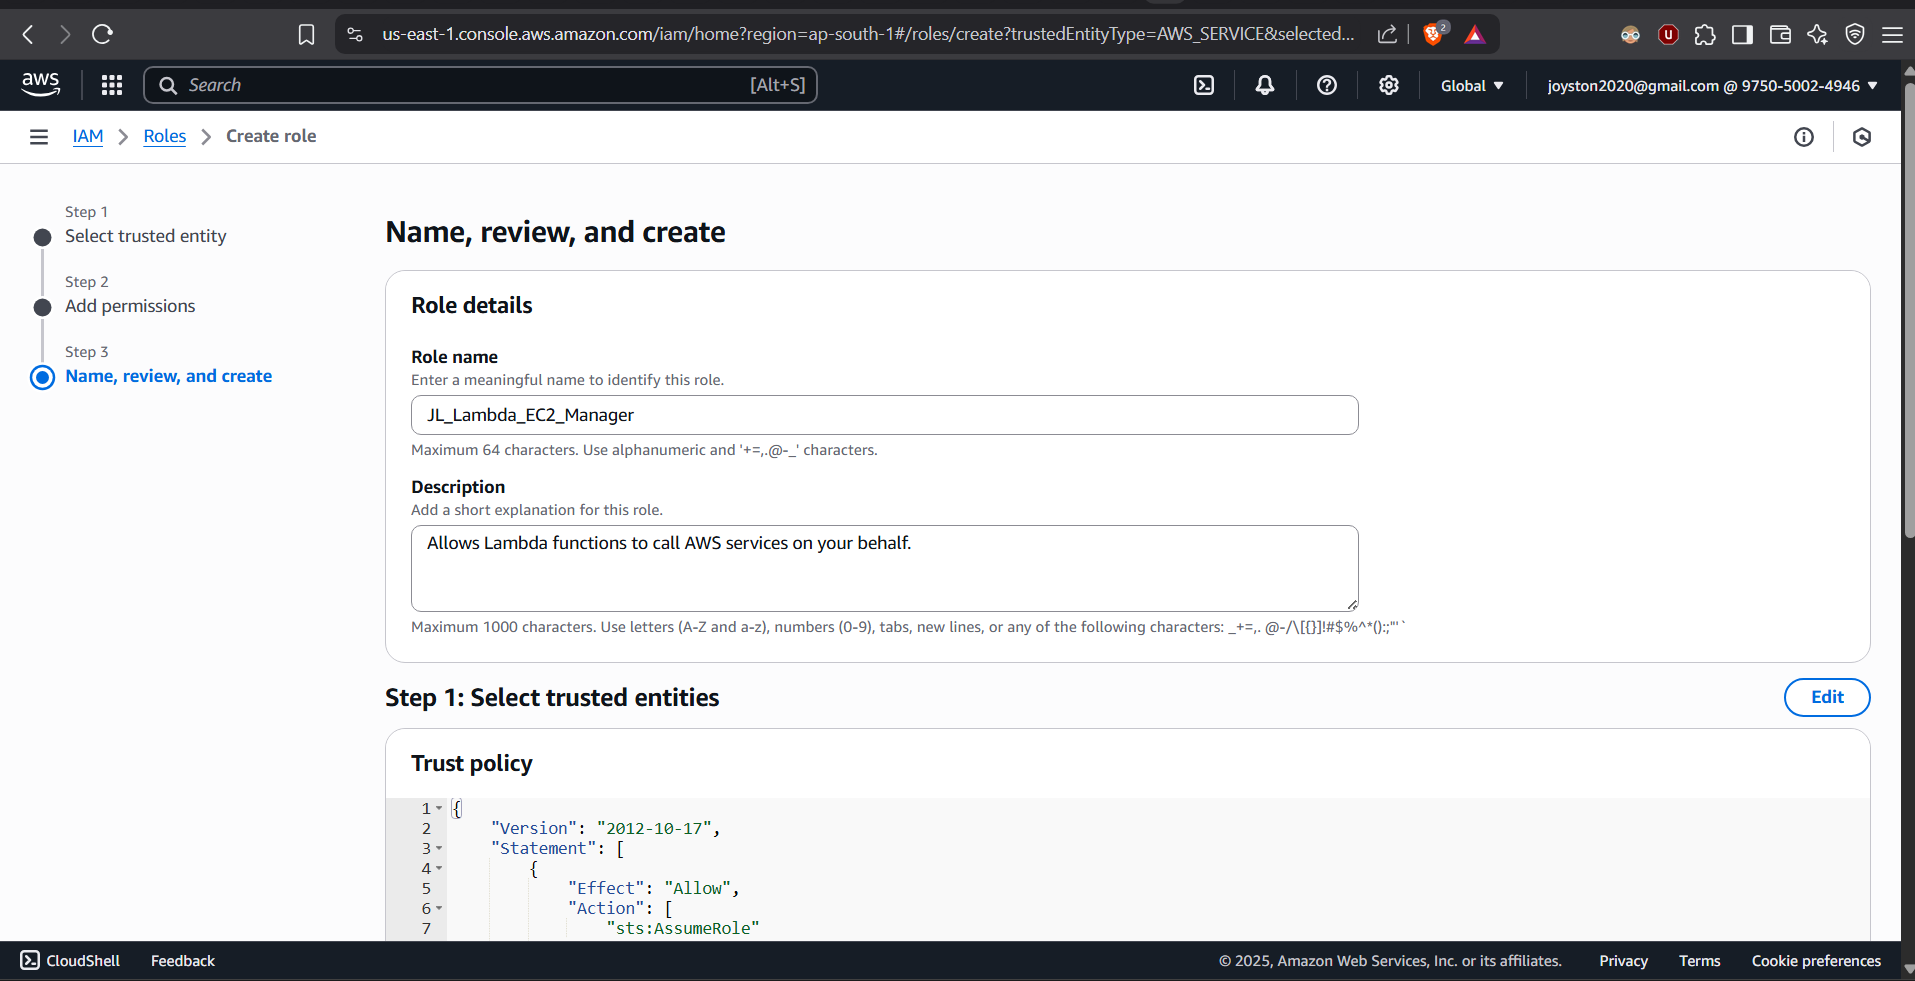 us-east-1.console.aws.amazon.com/iam/home?region=ap-south-1#/roles/create?trustedEntityType=AWS_SERVICE&selected...
2
aws
Search
[Alt+S]
Global
joyston2020@gmail.com @ 9750-5002-4946
IAM
Roles
Create role
Step 1
Select trusted entity
Step 2
Add permissions
Step 3
Name, review, and create
Name, review, and create
Role details
Role name
Enter a meaningful name to identify this role.
JL_Lambda_EC2_Manager
Maximum 64 characters. Use alphanumeric and '+=,.@-_' characters.
Description
Add a short explanation for this role.
Allows Lambda functions to call AWS services on your behalf.
Maximum 1000 characters. Use letters (A-Z and a-z), numbers (0-9), tabs, new lines, or any of the following characters: _+=,. @-/\[{}]!#$%^*():;"'`
Step 1: Select trusted entities
Edit
Trust policy
1 {
2 "Version": "2012-10-17",
3 "Statement": [
4 {
5 "Effect": "Allow",
6 "Action": [
7 "sts:AssumeRole"
CloudShell
Feedback
© 2025, Amazon Web Services, Inc. or its affiliates.
Privacy
Terms
Cookie preferences